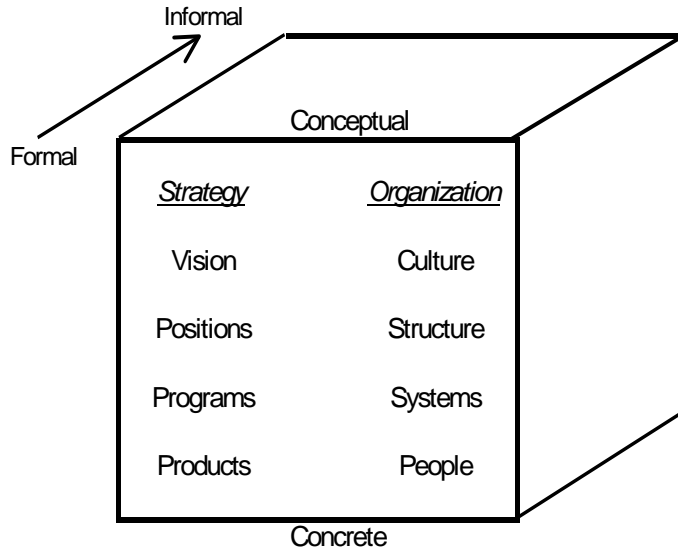 Informal
Formal
Conceptual
Strategy Organization
Vision Culture
Positions Structure
Programs Systems
Products People
Concrete